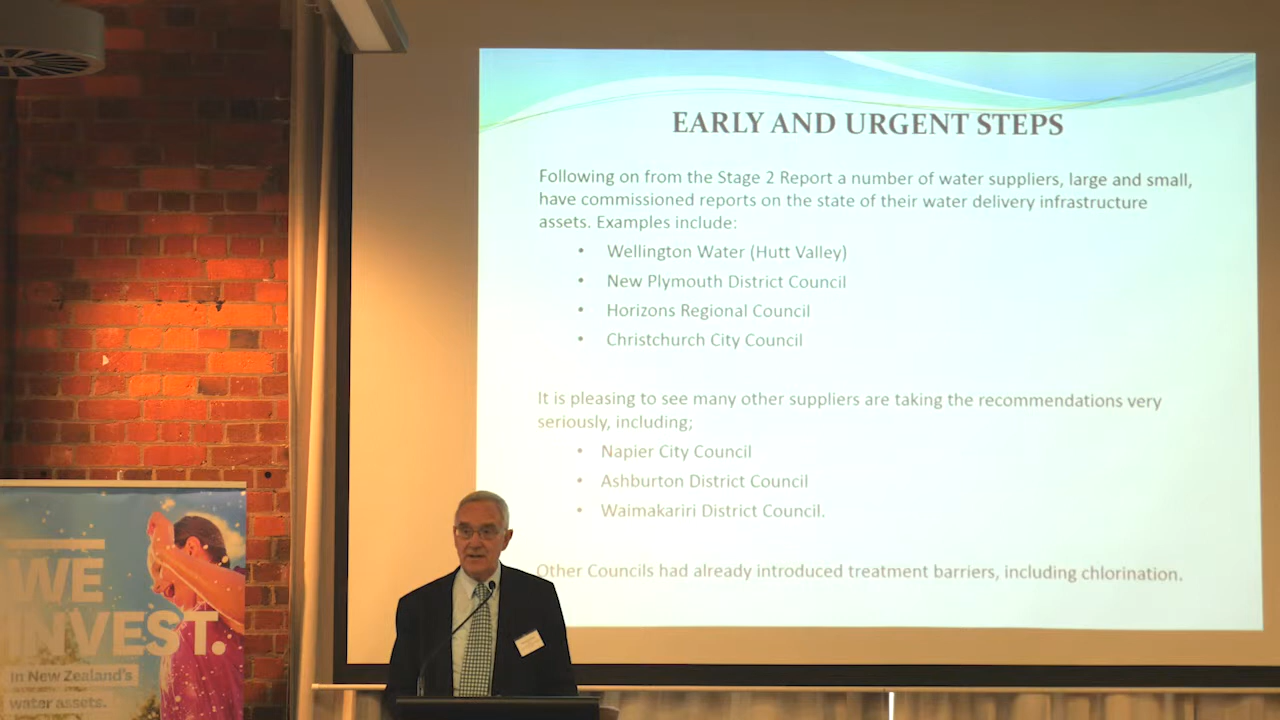 EARLY AND URGENT STEPS
Following on from the Stage 2 Report a number of water suppliers, large and small,
have commissioned reports on the state of their water delivery infrastructure
assets. Examples include:
• Wellington Water (Hutt Valley)
• New Plymouth District Council
• Horizons Regional Council
• Christchurch City Council
It is pleasing to see many other suppliers are taking the recommendations very
seriously, including;
• Napier City Council
• Ashburton District Council
• Waimakariri District Council.
Other Councils had already introduced treatment barriers, including chlorination.
WE
INVEST.
In New Zealand's
water assets.